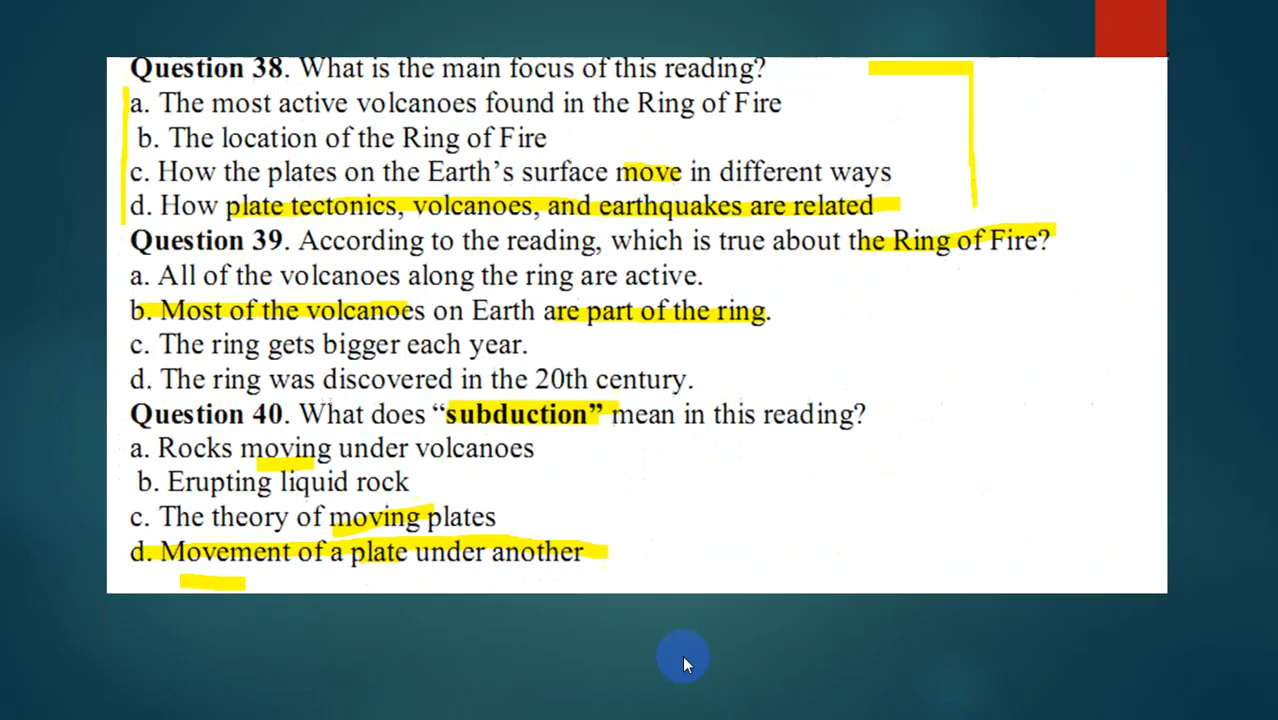 Question 38. What is the main focus of this reading?
a. The most active volcanoes found in the Ring of Fire
b. The location of the Ring of Fire
c. How the plates on the Earth’s surface move in different ways
d. How plate tectonics, volcanoes, and earthquakes are related
Question 39. According to the reading, which is true about the Ring of Fire?
a. All of the volcanoes along the ring are active.
b. Most of the volcanoes on Earth are part of the ring.
c. The ring gets bigger each year.
d. The ring was discovered in the 20th century.
Question 40. What does “subduction” mean in this reading?
a. Rocks moving under volcanoes
b. Erupting liquid rock
c. The theory of moving plates
d. Movement of a plate under another